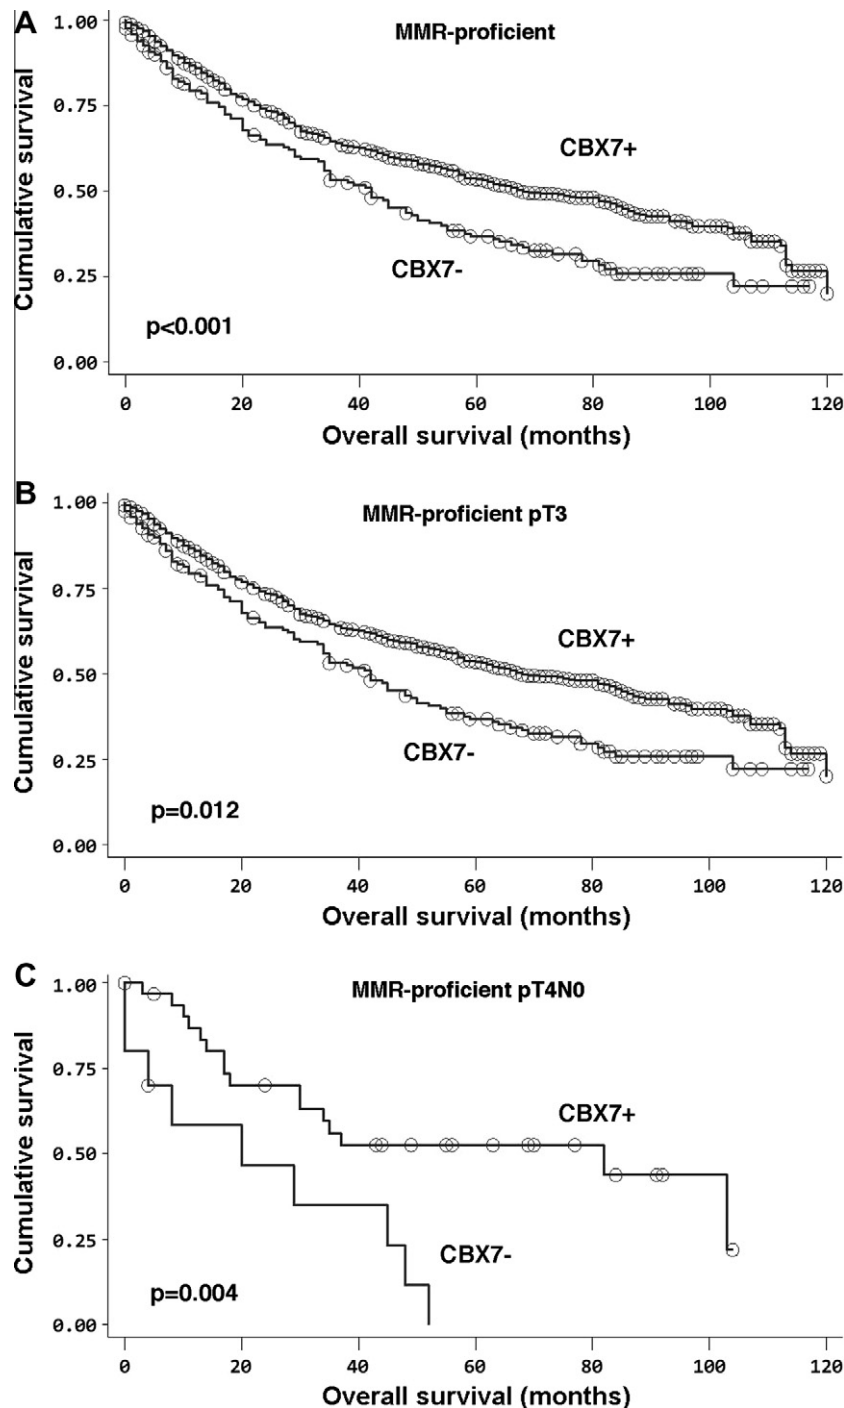 A
MMR-proficient
1.00
0.75
0.50
0.25
0.00
Cumulative survival
CBX7+
CBX7-
p<0.001
0 20 40 60 80 100 120
Overall survival (months)
B
MMR-proficient pT3
1.00
0.75
0.50
0.25
0.00
Cumulative survival
CBX7+
CBX7-
p=0.012
0 20 40 60 80 100 120
Overall survival (months)
C
MMR-proficient pT4N0
1.00
0.75
0.50
0.25
0.00
Cumulative survival
CBX7+
CBX7-
p=0.004
0 20 40 60 80 100 120
Overall survival (months)